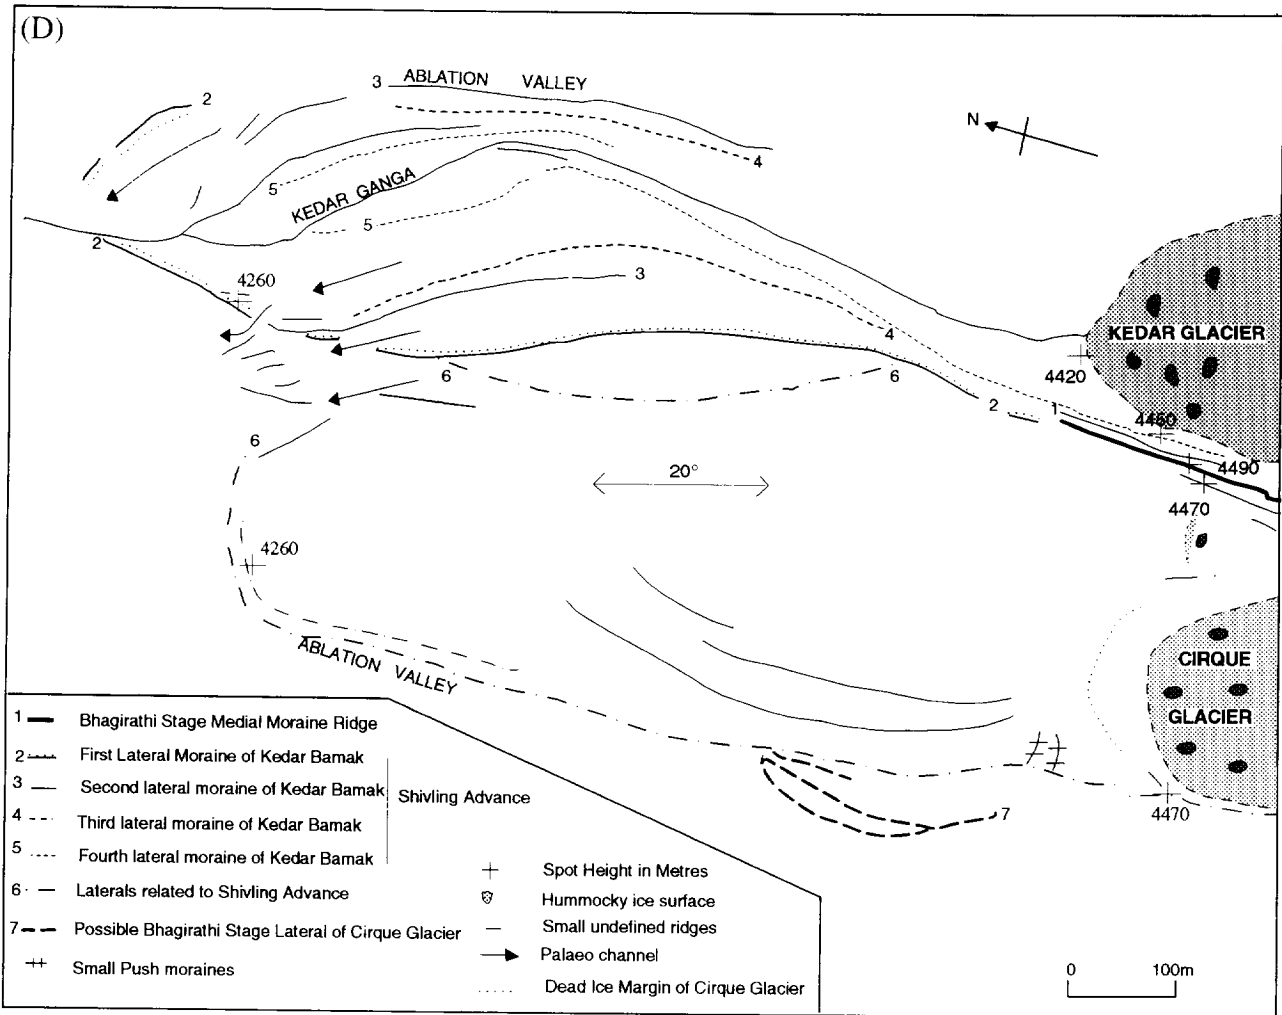 (D)
3 ABLATION VALLEY
2
N
4
5
KEDAR GANGA
5
2
3
4260
KEDAR GLACIER
4
4420
6
6
2
1
4450
6
20°
4490
4470
4260
ABLATION VALLEY
CIRQUE
GLACIER
7
4470
1 Bhagirathi Stage Medial Moraine Ridge
2 First Lateral Moraine of Kedar Bamak
3 Second lateral moraine of Kedar Bamak
Shivling Advance
4 Third lateral moraine of Kedar Bamak
5 Fourth lateral moraine of Kedar Bamak
6 Laterals related to Shivling Advance
7 Possible Bhagirathi Stage Lateral of Cirque Glacier
Small Push moraines
Spot Height in Metres
Hummocky ice surface
Small undefined ridges
Palaeo channel
Dead Ice Margin of Cirque Glacier
0 100m